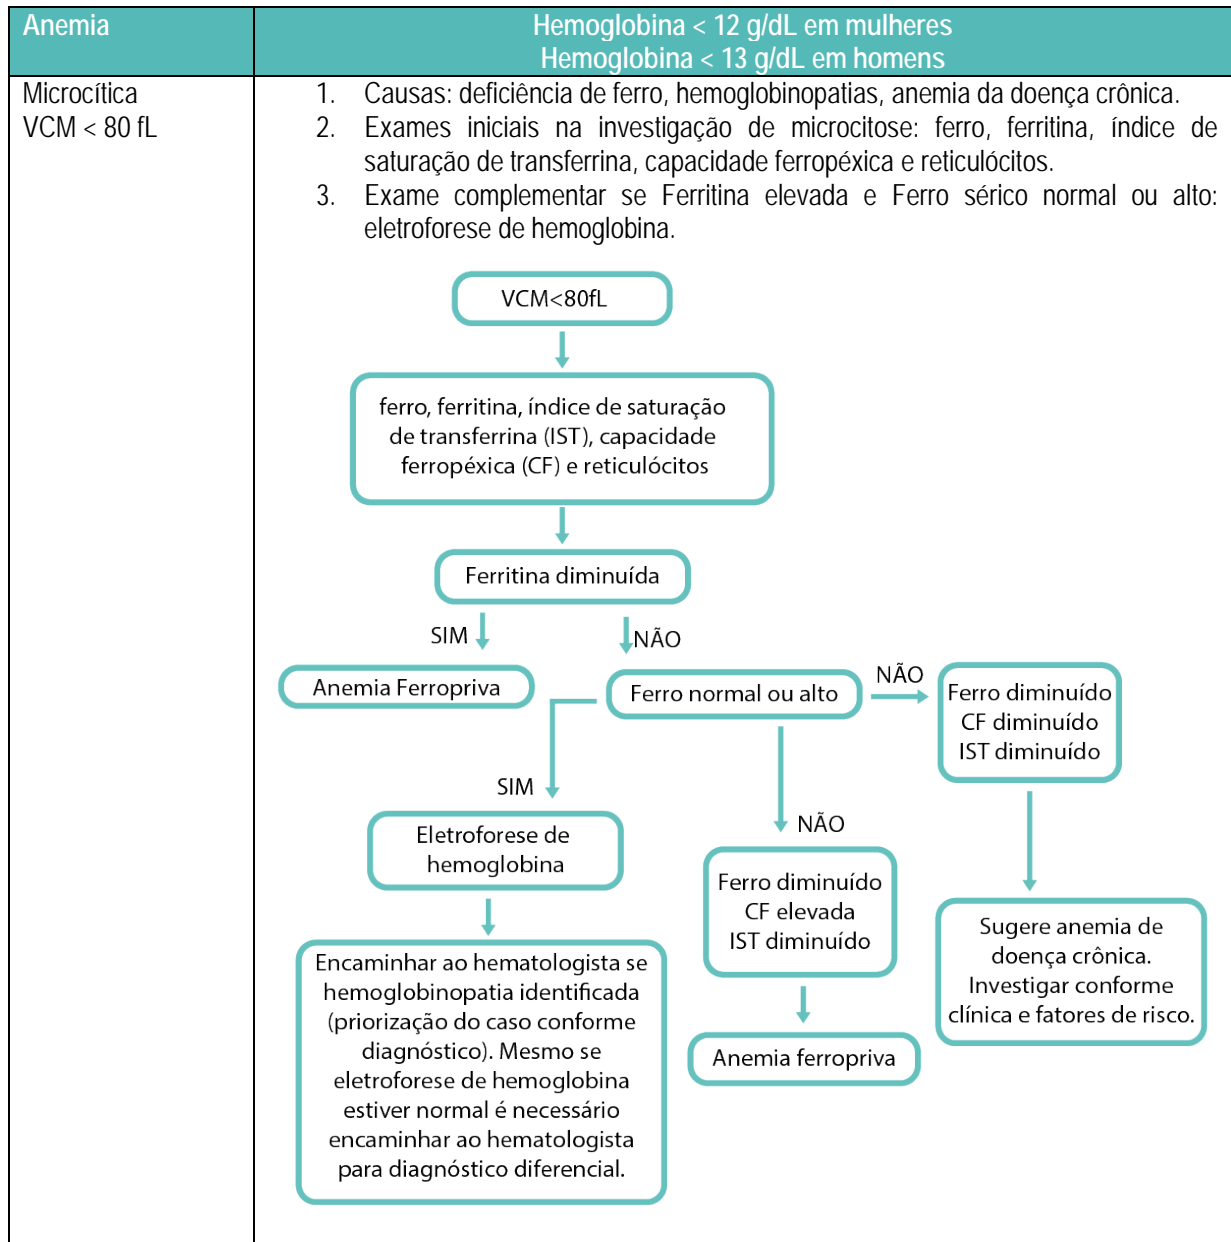 Anemia
Hemoglobina < 12 g/dL em mulheres
Hemoglobina < 13 g/dL em homens
Microcítica
VCM < 80 fL
1. Causas: deficiência de ferro, hemoglobinopatias, anemia da doença crônica.
2. Exames iniciais na investigação de microcitose: ferro, ferritina, índice de
saturação de transferrina, capacidade ferropéxica e reticulócitos.
3. Exame complementar se Ferritina elevada e Ferro sérico normal ou alto:
eletroforese de hemoglobina.
VCM<80fL
ferro, ferritina, índice de saturação
de transferrina (IST), capacidade
ferropéxica (CF) e reticulócitos
Ferritina diminuída
SIM
NÃO
Anemia Ferropriva
Ferro normal ou alto
NÃO
Ferro diminuído
CF diminuído
IST diminuído
SIM
NÃO
Eletroforese de
hemoglobina
Ferro diminuído
CF elevada
IST diminuído
Sugere anemia de
doença crônica.
Investigar conforme
clínica e fatores de risco.
Encaminhar ao hematologista se
hemoglobinopatia identificada
(priorização do caso conforme
diagnóstico). Mesmo se
eletroforese de hemoglobina
estiver normal é necessário
encaminhar ao hematologista
para diagnóstico diferencial.
Anemia ferropriva